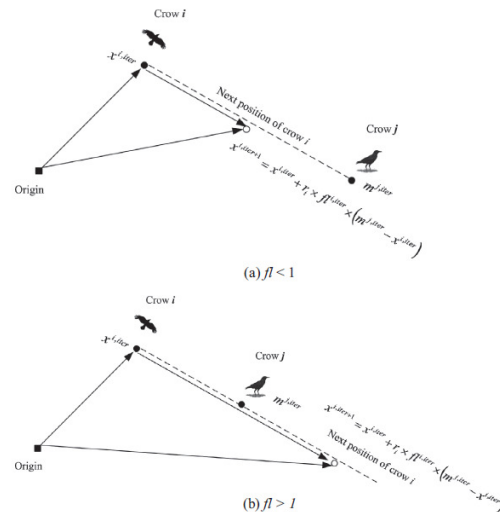 Crow i
x^{i,iter}
Next position of crow i
Crow j
m^{j,iter}
x^{i,iter+1} = x^{i,iter} + r_i × fl^{i,iter} × (m^{j,iter} − x^{i,iter})
Origin
(a) fl < 1
Crow i
x^{i,iter}
Crow j
m^{j,iter}
x^{i,iter+1} = x^{i,iter} + r_i × fl^{i,iter} × (m^{j,iter} − x^{i,iter}
Next position of crow i
Origin
(b) fl > 1